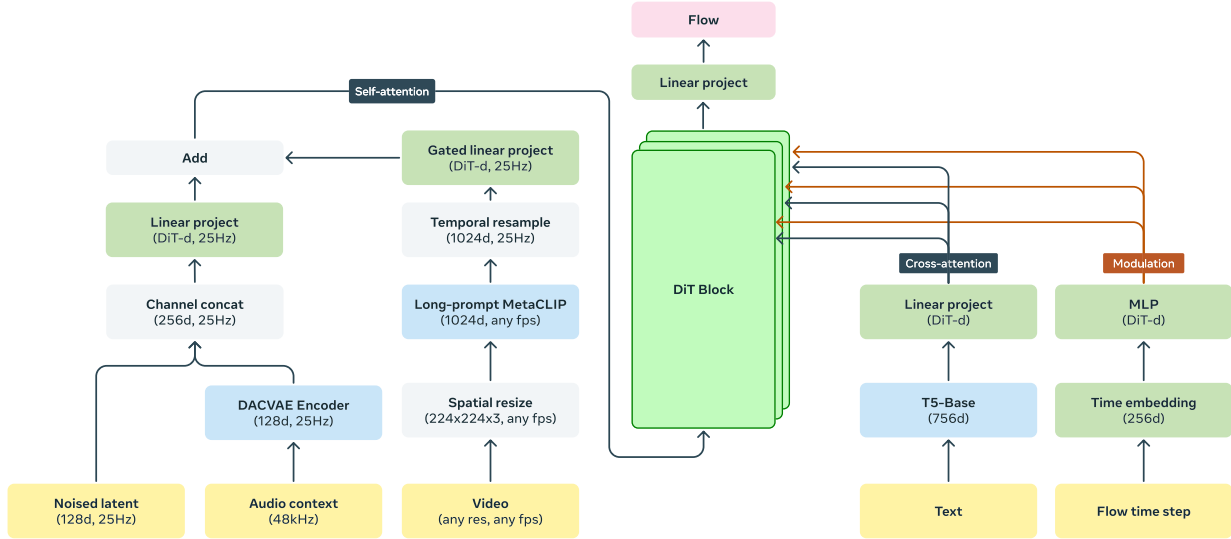 Flow
Linear project
Self-attention
Add
Gated linear project
(DiT-d, 25Hz)
Linear project
(DiT-d, 25Hz)
Temporal resample
(1024d, 25Hz)
Cross-attention
Modulation
DiT Block
Channel concat
(256d, 25Hz)
Long-prompt MetaCLIP
(1024d, any fps)
Linear project
(DiT-d)
MLP
(DiT-d)
DACVAE Encoder
(128d, 25Hz)
Spatial resize
(224x224x3, any fps)
T5-Base
(756d)
Time embedding
(256d)
Noised latent
(128d, 25Hz)
Audio context
(48kHz)
Video
(any res, any fps)
Text
Flow time step